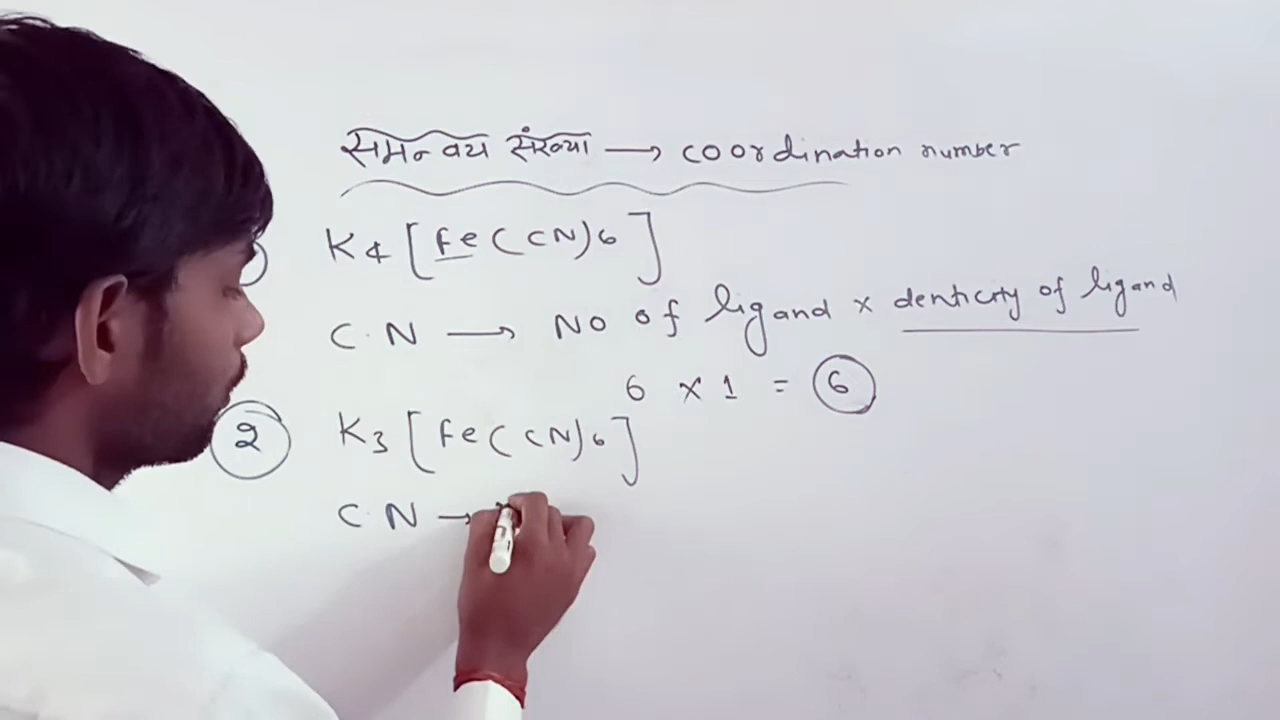 समन्वय संख्या → coordination number
K4 [Fe(CN)6]
C.N → No of ligand × denticity of ligand
6 × 1 = 6
2 K3 [Fe(CN)6]
C.N →